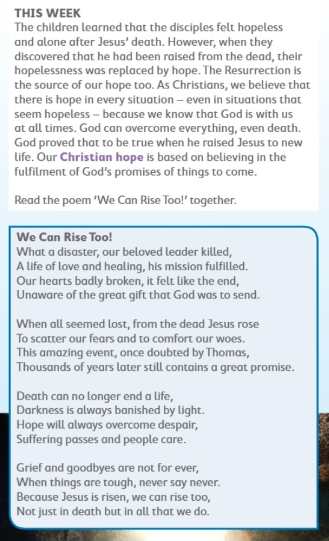 THIS WEEK
The children learned that the disciples felt hopeless
and alone after Jesus' death. However, when they
discovered that he had been raised from the dead, their
hopelessness was replaced by hope. The Resurrection is
the source of our hope too. As Christians, we believe that
there is hope in every situation – even in situations that
seem hopeless – because we know that God is with us
at all times. God can overcome everything, even death.
God proved that to be true when he raised Jesus to new
life. Our Christian hope is based on believing in the
fulfilment of God's promises of things to come.
Read the poem 'We Can Rise Too!' together.
We Can Rise Too!
What a disaster, our beloved leader killed,
A life of love and healing, his mission fulfilled.
Our hearts badly broken, it felt like the end,
Unaware of the great gift that God was to send.
When all seemed lost, from the dead Jesus rose
To scatter our fears and to comfort our woes.
This amazing event, once doubted by Thomas,
Thousands of years later still contains a great promise.
Death can no longer end a life,
Darkness is always banished by light.
Hope will always overcome despair,
Suffering passes and people care.
Grief and goodbyes are not for ever,
When things are tough, never say never.
Because Jesus is risen, we can rise too,
Not just in death but in all that we do.